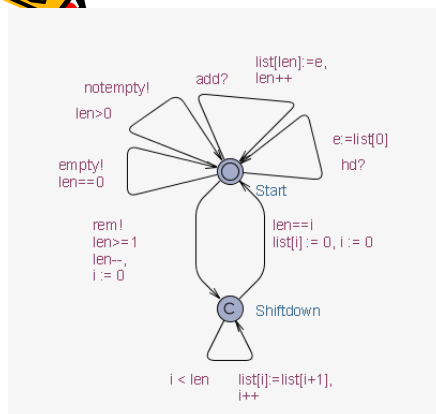 list[len]:=e,
len++
add?
notempty!
len>0
e:=list[0]
hd?
empty!
len==0
Start
rem!
len>=1
len--,
i := 0
len==i
list[i] := 0, i := 0
C
Shiftdown
i < len
list[i]:=list[i+1],
i++